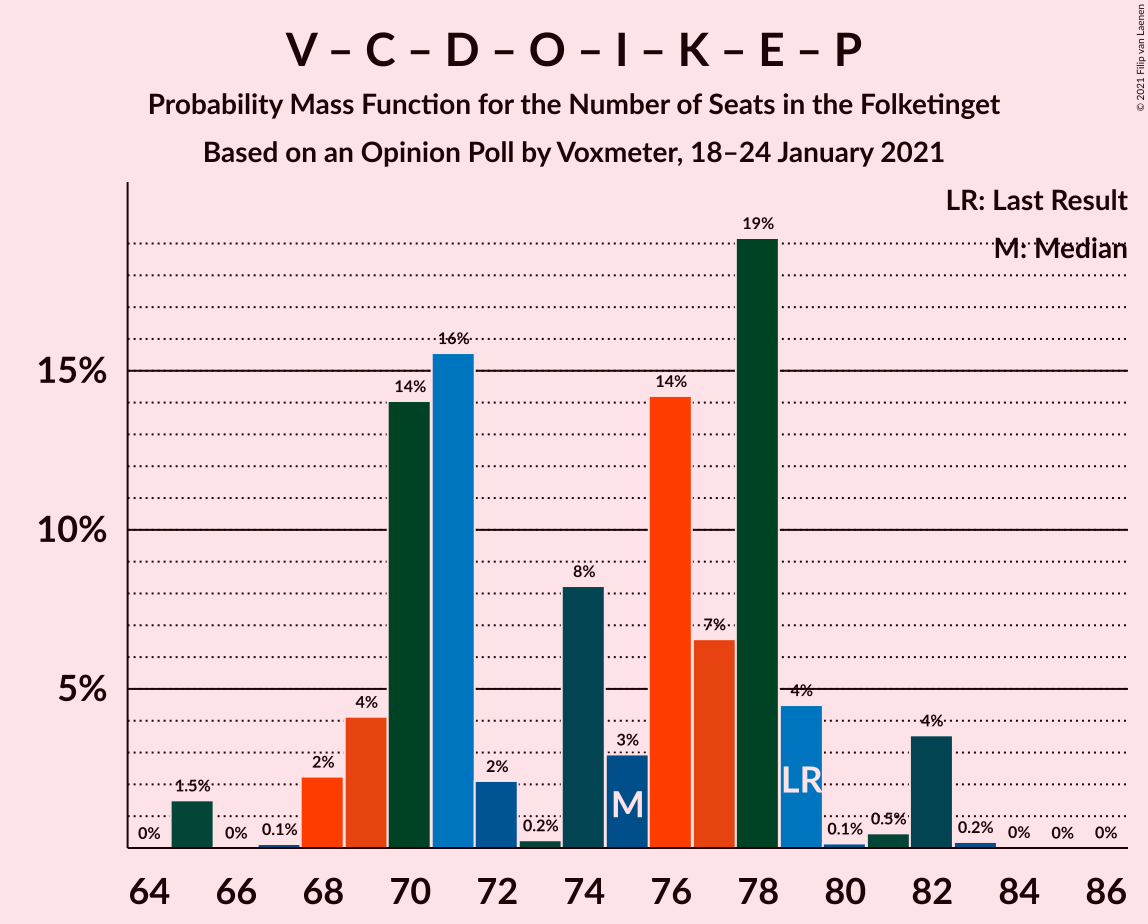 V – C – D – O – I – K – E – P
Probability Mass Function for the Number of Seats in the Folketinget
Based on an Opinion Poll by Voxmeter, 18–24 January 2021
© 2021 Filip van Laenen
LR: Last Result
M: Median
15%
10%
5%
0%
1.5%
0%
0.1%
2%
4%
14%
16%
2%
0.2%
8%
3%
14%
7%
19%
4%
0.1%
0.5%
4%
0.2%
0%
0%
0%
M
LR
64 66 68 70 72 74 76 78 80 82 84 86